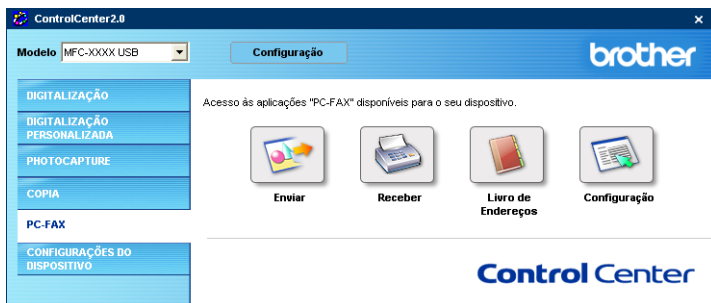 ControlCenter2.0
Modelo MFC-XXXX USB Configuração brother
DIGITALIZAÇÃO
DIGITALIZAÇÃO
PERSONALIZADA
PHOTOCAPTURE
COPIA
PC-FAX
CONFIGURAÇÕES DO
DISPOSITIVO
Acesso às aplicações "PC-FAX" disponíveis para o seu dispositivo.
Enviar Receber Livro de Configuração
Endereços
Control Center